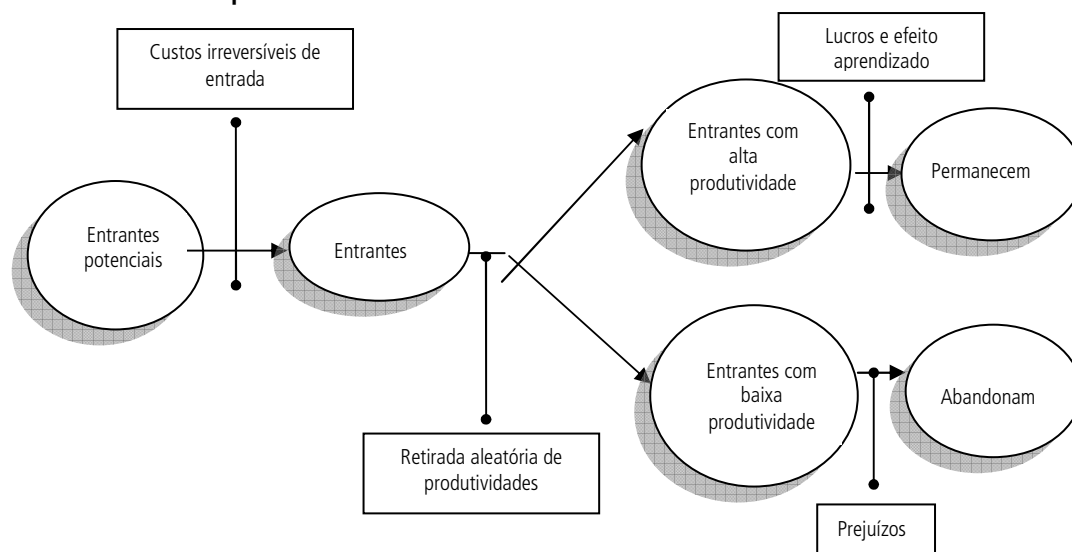 Custos irreversíveis de
entrada
Lucros e efeito
aprendizado
Entrantes
potenciais
Entrantes
Entrantes com
alta
produtividade
Permanecem
Entrantes com
baixa
produtividade
Abandonam
Retirada aleatória de
produtividades
Prejuízos